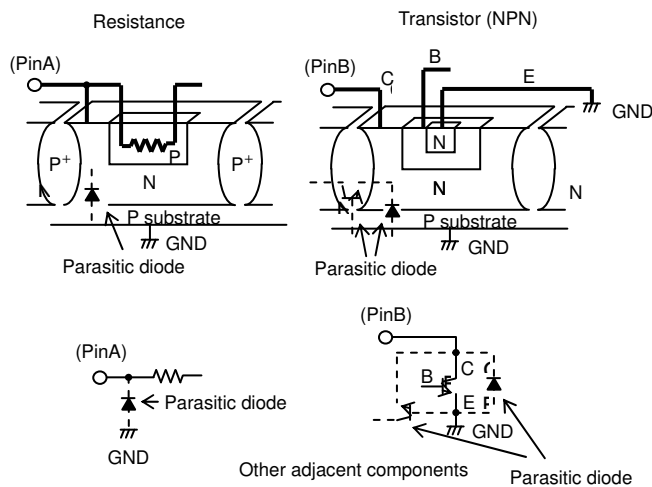 Resistance
Transistor (NPN)
(PinA)
(PinB)
C
B
E
GND
P+
P
N
P+
P substrate
GND
Parasitic diode
N
N
N
P substrate
GND
Parasitic diode
(PinA)
Parasitic diode
GND
(PinB)
B
C
E
GND
Other adjacent components
Parasitic diode